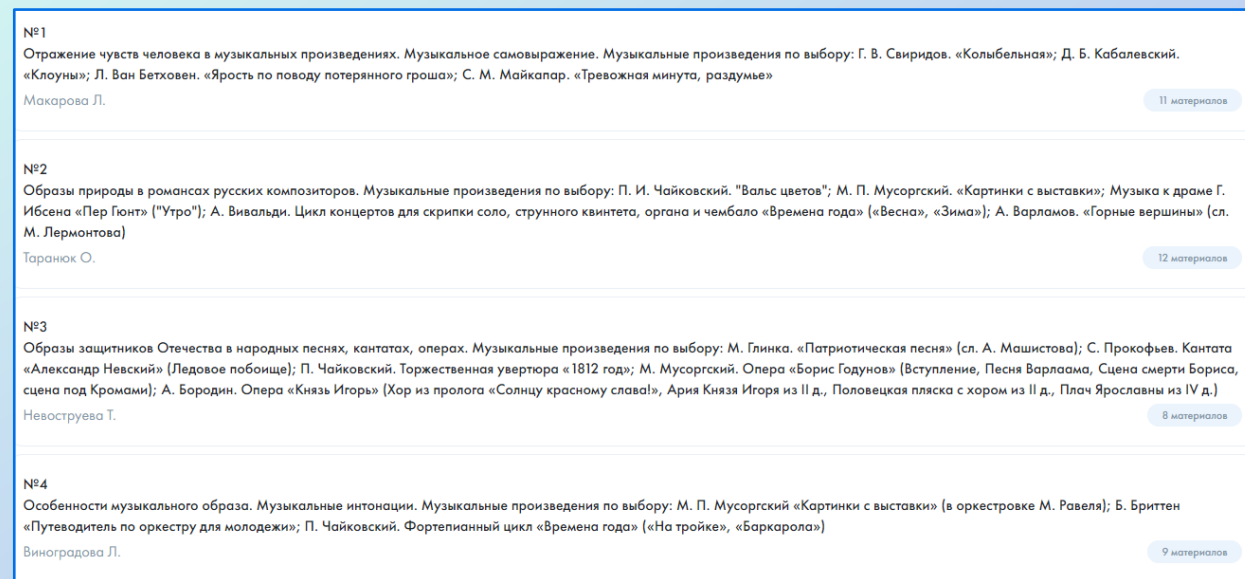 №1
Отражение чувств человека в музыкальных произведениях. Музыкальное самовыражение. Музыкальные произведения по выбору: Г. В. Свиридов. «Колыбельная»; Д. Б. Кабалевский.
«Клоуны»; Л. Ван Бетховен. «Ярость по поводу потерянного гроша»; С. М. Майкапар. «Тревожная минута, раздумье»
Макарова Л.
11 материалов
№2
Образы природы в романсах русских композиторов. Музыкальные произведения по выбору: П. И. Чайковский. "Вальс цветов"; М. П. Мусоргский. «Картинки с выставки»; Музыка к драме Г.
Ибсена «Пер Гюнт» ("Утро"); А. Вивальди. Цикл концертов для скрипки соло, струнного квинтета, органа и чембало «Времена года» («Весна», «Зима»); А. Варламов. «Горные вершины» (сл.
М. Лермонтова)
Таранюк О.
12 материалов
№3
Образы защитников Отечества в народных песнях, кантатах, операх. Музыкальные произведения по выбору: М. Глинка. «Патриотическая песня» (сл. А. Машистова); С. Прокофьев. Кантата
«Александр Невский» (Ледовое побоище); П. Чайковский. Торжественная увертюра «1812 год»; М. Мусоргский. Опера «Борис Годунов» (Вступление, Песня Варлаама, Сцена смерти Бориса,
сцена под Кромами); А. Бородин. Опера «Князь Игорь» (Хор из пролога «Солнцу красному слава!», Ария Князя Игоря из II д., Половецкая пляска с хором из II д., Плач Ярославны из IV д.)
Невоструева Т.
8 материалов
№4
Особенности музыкального образа. Музыкальные интонации. Музыкальные произведения по выбору: М. П. Мусоргский «Картинки с выставки» (в оркестровке М. Равеля); Б. Бриттен
«Путеводитель по оркестру для молодежи»; П. Чайковский. Фортепианный цикл «Времена года» («На тройке», «Баркарола»)
Виноградова Л.
9 материалов